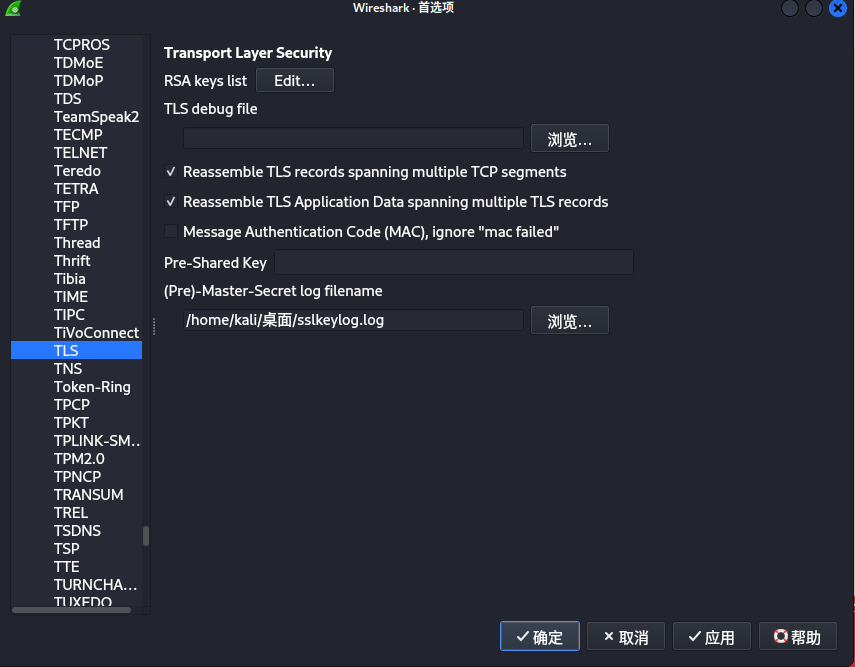 Wireshark · 首选项
TCPROS
TDMoE
TDMoP
TDS
TeamSpeak2
TECMP
TELNET
Teredo
TETRA
TFP
TFTP
Thread
Thrift
Tibia
TIME
TIPC
TiVoConnect
TLS
TNS
Token-Ring
TPCP
TPKT
TPLINK-SM..
TPM2.0
TPNCP
TRANSUM
TREL
TSDNS
TSP
TTE
TURNCHA...
TUXEDO
Transport Layer Security
RSA keys list Edit...
TLS debug file
浏览...
Reassemble TLS records spanning multiple TCP segments
Reassemble TLS Application Data spanning multiple TLS records
Message Authentication Code (MAC), ignore "mac failed"
Pre-Shared Key
(Pre)-Master-Secret log filename
/home/kali/桌面/sslkeylog.log 浏览...
确定 取消 应用 帮助